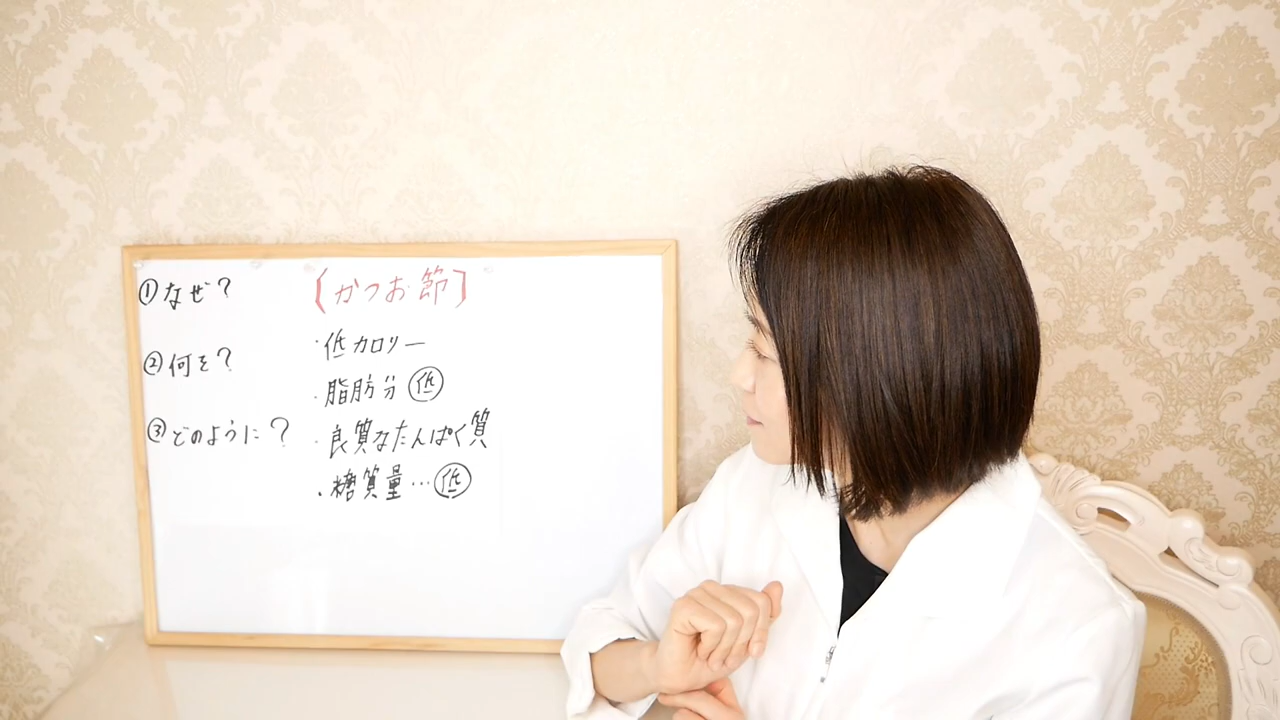 ①なぜ?
②何を?
③どのように?
〔かつお節〕
・低カロリー
・脂肪分 低
・良質なたんぱく質
・糖質量…低